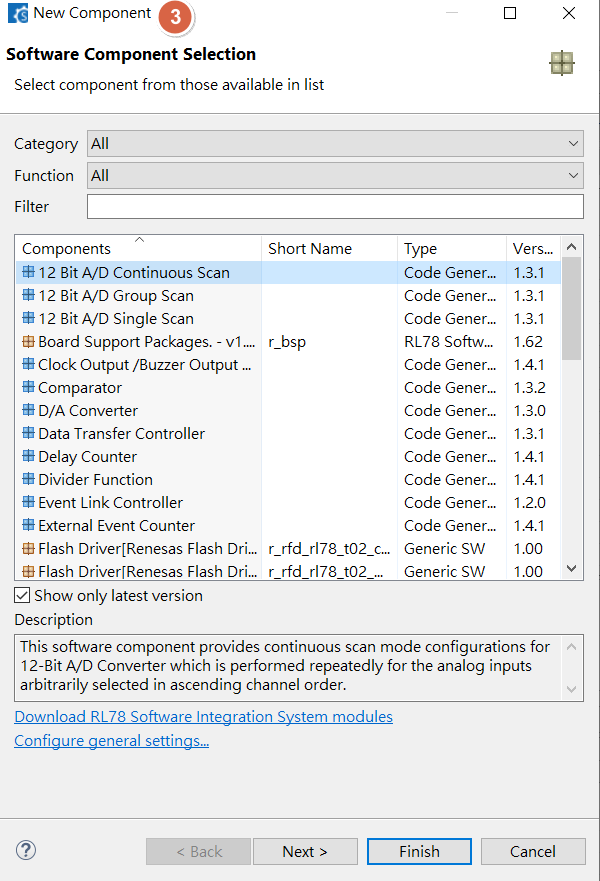 New Component
3
Software Component Selection
Select component from those available in list
Category All
Function All
Filter
Components Short Name Type Vers...
12 Bit A/D Continuous Scan Code Gener... 1.3.1
12 Bit A/D Group Scan Code Gener... 1.3.1
12 Bit A/D Single Scan Code Gener... 1.3.1
Board Support Packages. - v1.... r_bsp RL78 Softw... 1.62
Clock Output /Buzzer Output ... Code Gener... 1.4.1
Comparator Code Gener... 1.3.2
D/A Converter Code Gener... 1.3.0
Data Transfer Controller Code Gener... 1.3.1
Delay Counter Code Gener... 1.4.1
Divider Function Code Gener... 1.4.1
Event Link Controller Code Gener... 1.2.0
External Event Counter Code Gener... 1.4.1
Flash Driver[Renesas Flash Dri... r_rfd_rl78_t02_c... Generic SW 1.00
Flash Driver[Renesas Flash Dri... r_rfd_rl78_t02_... Generic SW 1.00
Show only latest version
Description
This software component provides continuous scan mode configurations for
12-Bit A/D Converter which is performed repeatedly for the analog inputs
arbitrarily selected in ascending channel order.
Download RL78 Software Integration System modules
Configure general settings...
? < Back Next > Finish Cancel